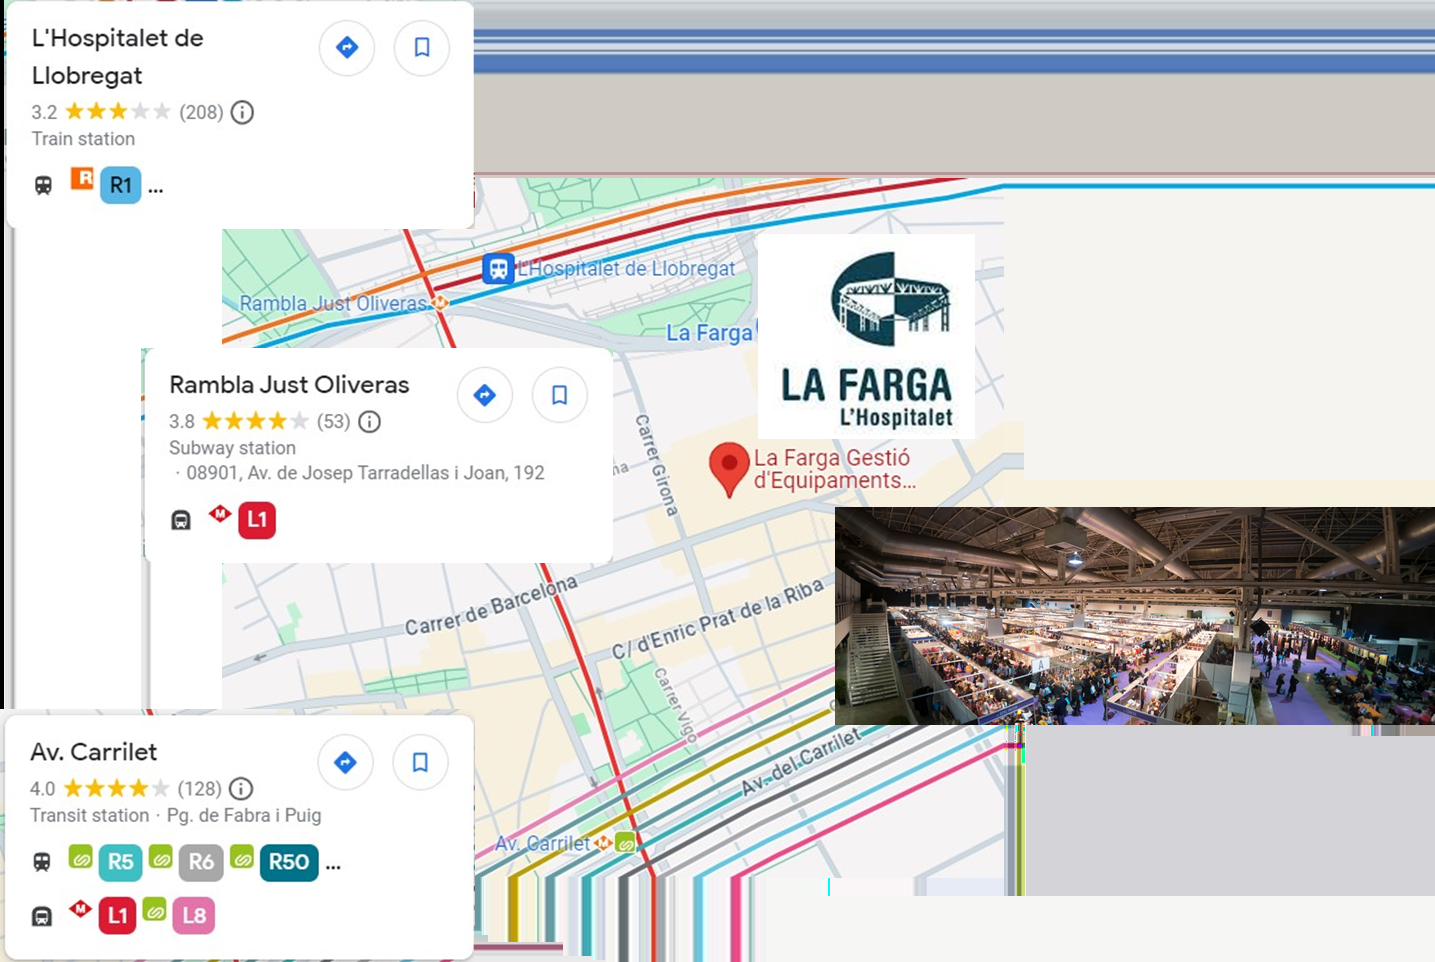 L'Hospitalet de
Llobregat
3.2 (208)
Train station
R R1 ...
L'Hospitalet de Llobregat
Rambla Just Oliveras M
La Farga
LA FARGA
L'Hospitalet
Rambla Just Oliveras
3.8 (53)
Subway station
· 08901, Av. de Josep Tarradellas i Joan, 192
M L1
Carrer Girona
na
La Farga Gestió
d'Equipaments...
Carrer de Barcelona
C/ d'Enric Prat de la Riba
Carrer Vigo
A
Av. del Carrilet
Av. Carrilet M
Av. Carrilet
4.0 (128)
Transit station · Pg. de Fabra i Puig
R5 R6 R50 ...
M L1 L8